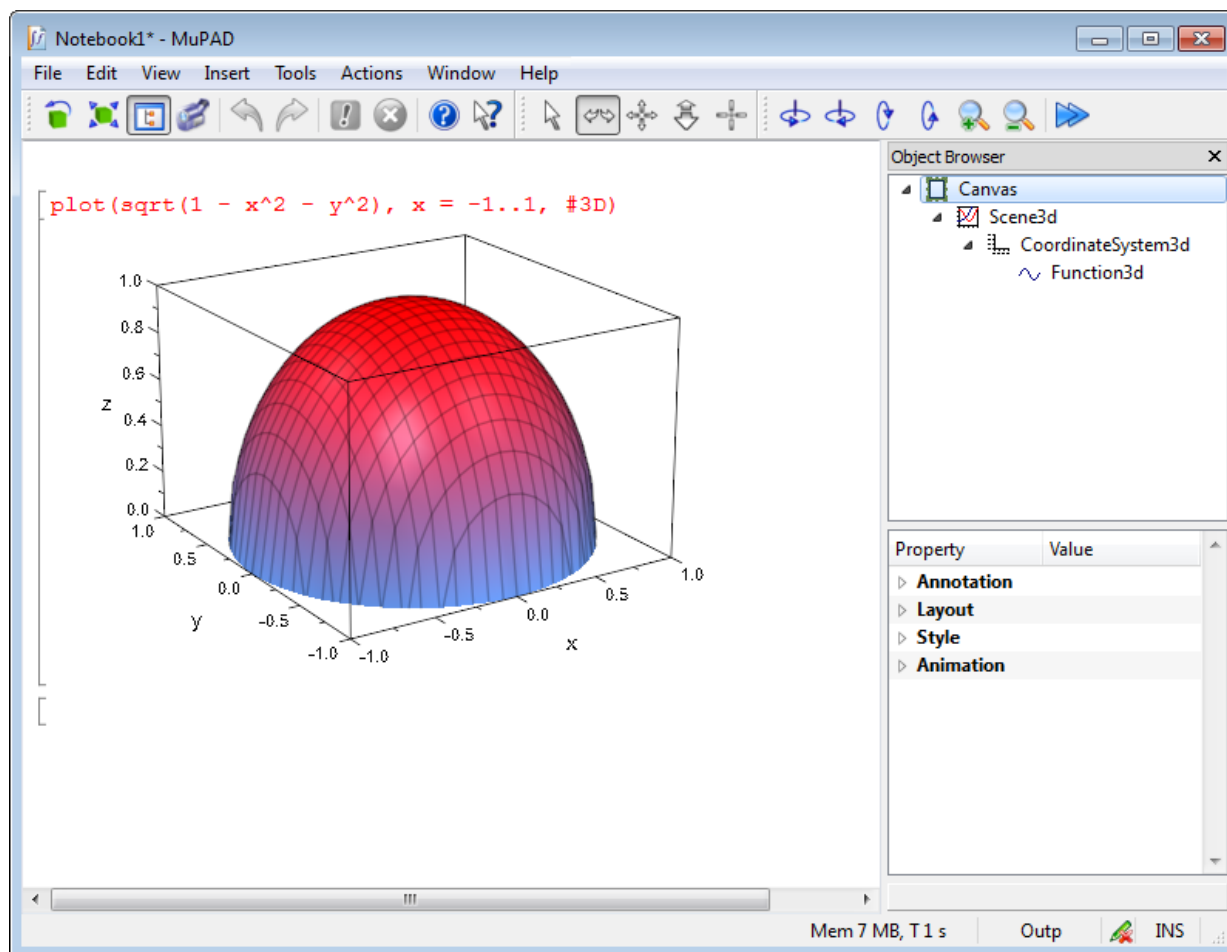 Notebook1* - MuPAD
File Edit View Insert Tools Actions Window Help
plot(sqrt(1 - x^2 - y^2), x = -1..1, #3D)
1.0
0.8
0.6
z
0.4
0.2
0.0
1.0
0.5
0.0
y
-0.5
-1.0
-1.0
-0.5
0.0
x
0.5
1.0
Object Browser
Canvas
Scene3d
CoordinateSystem3d
Function3d
Property Value
Annotation
Layout
Style
Animation
Mem 7 MB, T 1 s Outp INS